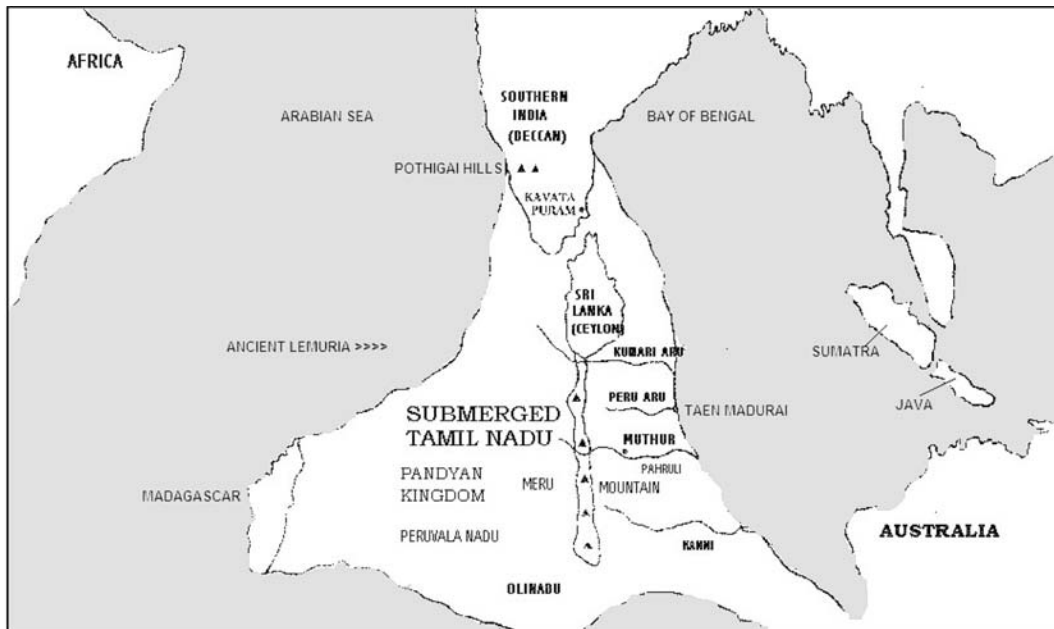 AFRICA
ARABIAN SEA
SOUTHERN
INDIA
(DECCAN)
BAY OF BENGAL
POTHIGAI HILLS
KAVATA
PURAM
SRI
LANKA
(CEYLON)
ANCIENT LEMURIA >>>>
KUMARI ARU
SUMATRA
PERU ARU
TAEN MADURAI
JAVA
SUBMERGED
TAMIL NADU
MUTHUR
PAHRULI
PANDYAN
KINGDOM
MERU
MOUNTAIN
MADAGASCAR
PERUVALA NADU
KANNI
AUSTRALIA
OLINADU